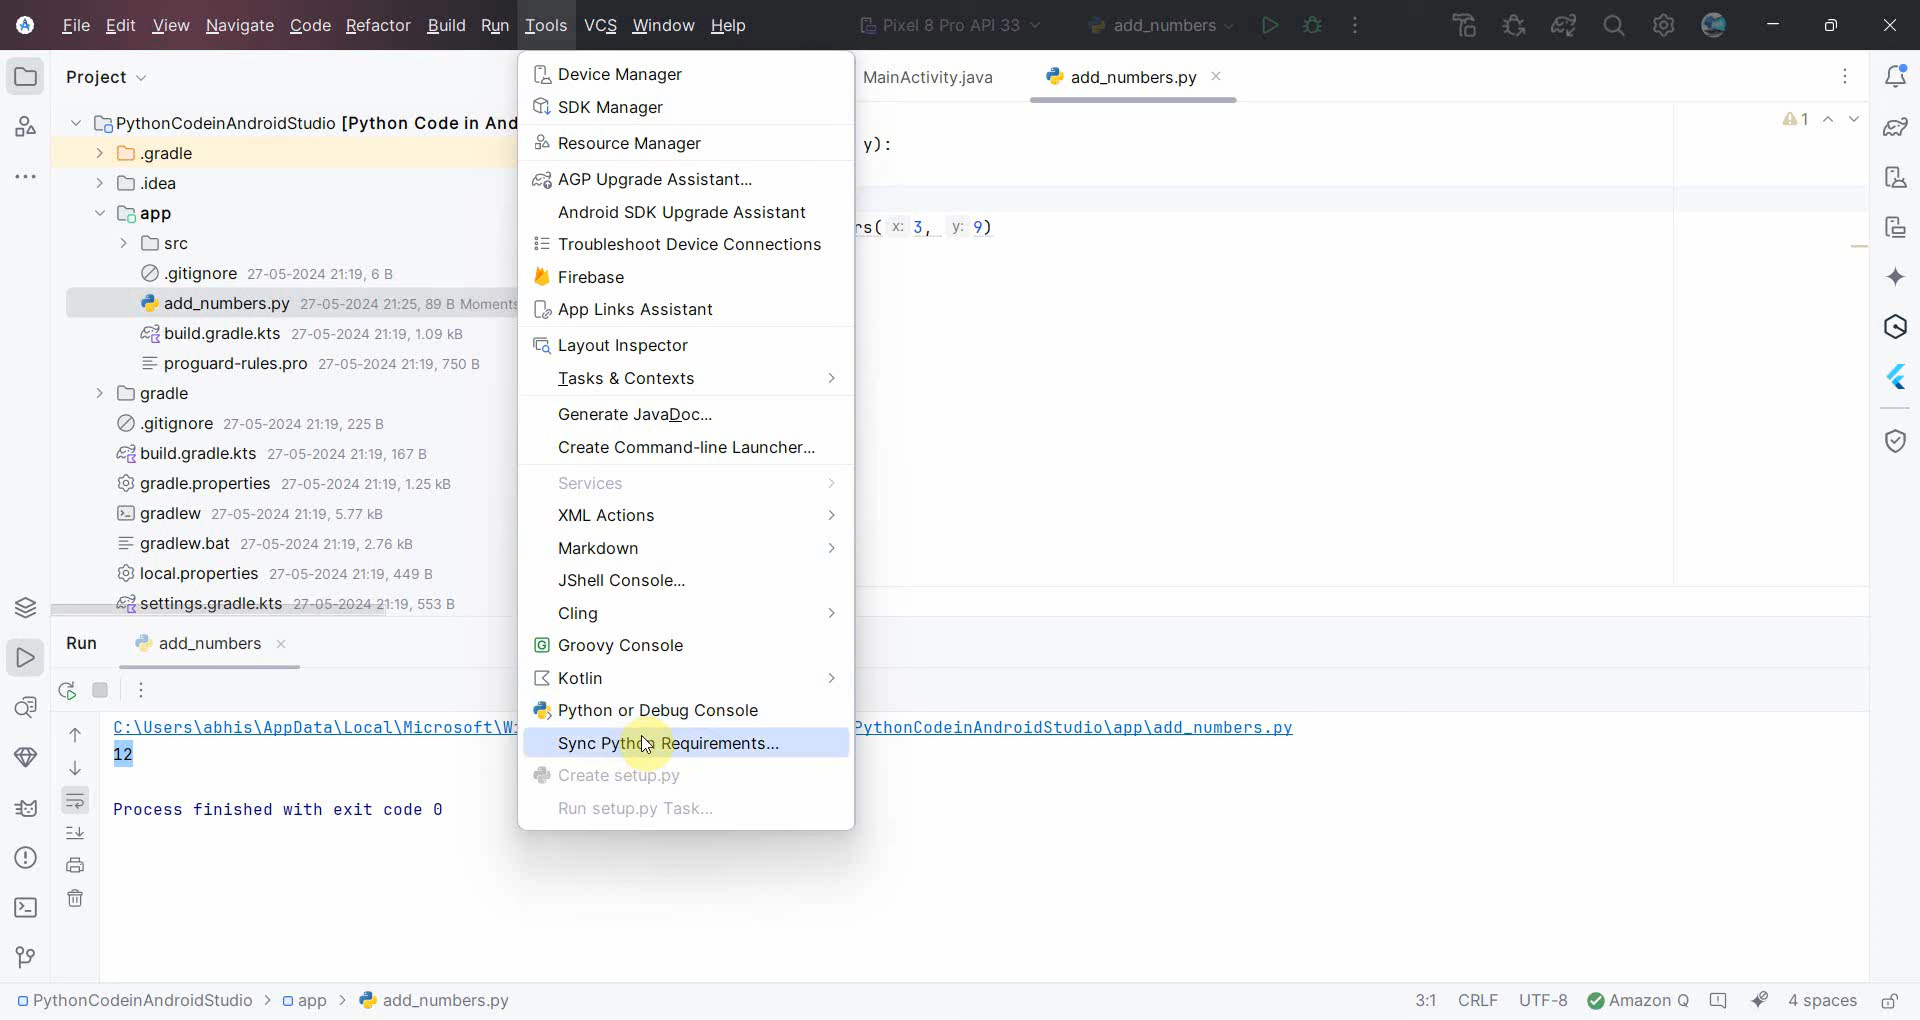 File Edit View Navigate Code Refactor Build Run Tools VCS Window Help Pixel 8 Pro API 33 add_numbers
Project
MainActivity.java add_numbers.py
PythonCodeinAndroidStudio [Python Code in And
.gradle
.idea
app
src
.gitignore 27-05-2024 21:19, 6 B
add_numbers.py 27-05-2024 21:25, 89 B Moments
build.gradle.kts 27-05-2024 21:19, 1.09 kB
proguard-rules.pro 27-05-2024 21:19, 750 B
gradle
.gitignore 27-05-2024 21:19, 225 B
build.gradle.kts 27-05-2024 21:19, 167 B
gradle.properties 27-05-2024 21:19, 1.25 kB
gradlew 27-05-2024 21:19, 5.77 kB
gradlew.bat 27-05-2024 21:19, 2.76 kB
local.properties 27-05-2024 21:19, 449 B
settings.gradle.kts 27-05-2024 21:19, 553 B
Device Manager
SDK Manager
Resource Manager
AGP Upgrade Assistant...
Android SDK Upgrade Assistant
Troubleshoot Device Connections
Firebase
App Links Assistant
Layout Inspector
Tasks & Contexts
Generate JavaDoc...
Create Command-line Launcher...
Services
XML Actions
Markdown
JShell Console...
Cling
Groovy Console
Kotlin
Python or Debug Console
Sync Python Requirements...
Create setup.py
Run setup.py Task...
1
y):
rs( x: 3, y: 9)
Run add_numbers
C:\Users\abhis\AppData\Local\Microsoft\W PythonCodeinAndroidStudio\app\add_numbers.py
12
Process finished with exit code 0
PythonCodeinAndroidStudio > app > add_numbers.py 3:1 CRLF UTF-8 Amazon Q 4 spaces